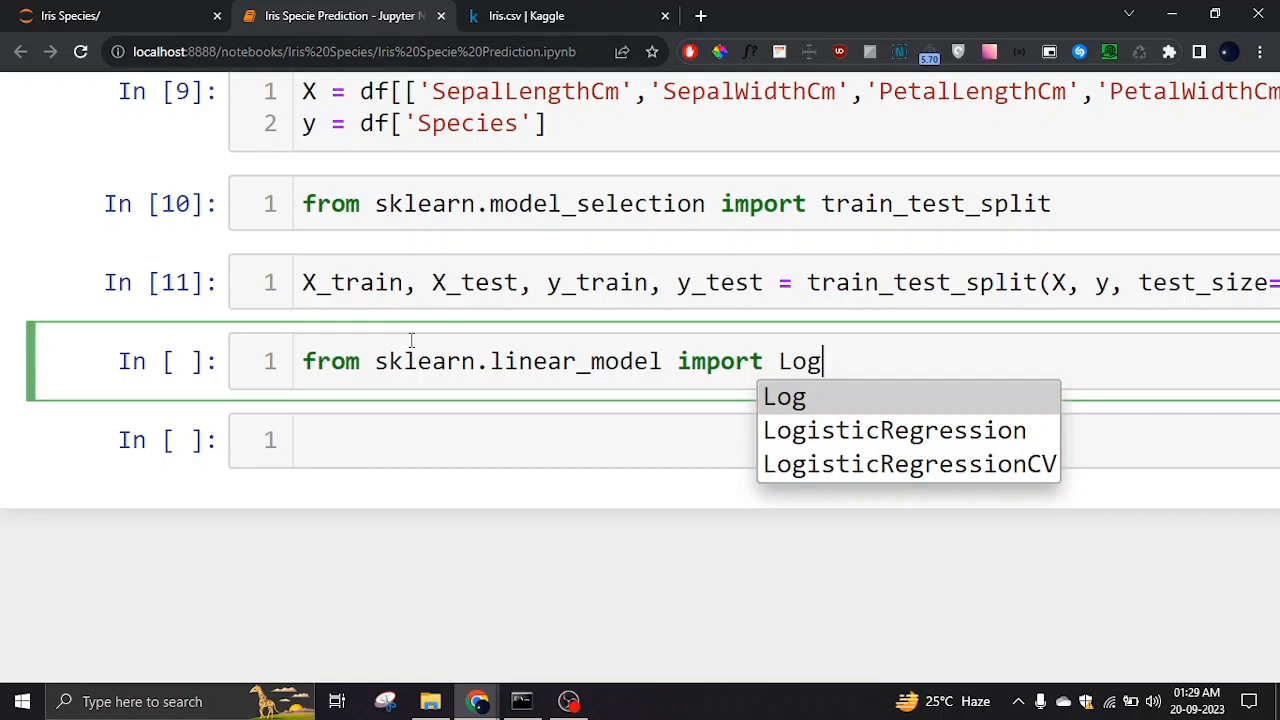 Iris Species/
Iris Specie Prediction - Jupyter N
Iris.csv | Kaggle
localhost:8888/notebooks/Iris%20Species/Iris%20Specie%20Prediction.ipynb
5.70
In [9]: 1 X = df[['SepalLengthCm','SepalWidthCm','PetalLengthCm','PetalWidthCm
2 y = df['Species']
In [10]: 1 from sklearn.model_selection import train_test_split
In [11]: 1 X_train, X_test, y_train, y_test = train_test_split(X, y, test_size=
In [ ]: 1 from sklearn.linear_model import Log
Log
LogisticRegression
LogisticRegressionCV
In [ ]: 1
Type here to search
25°C Haze
01:29 AM
20-09-2023